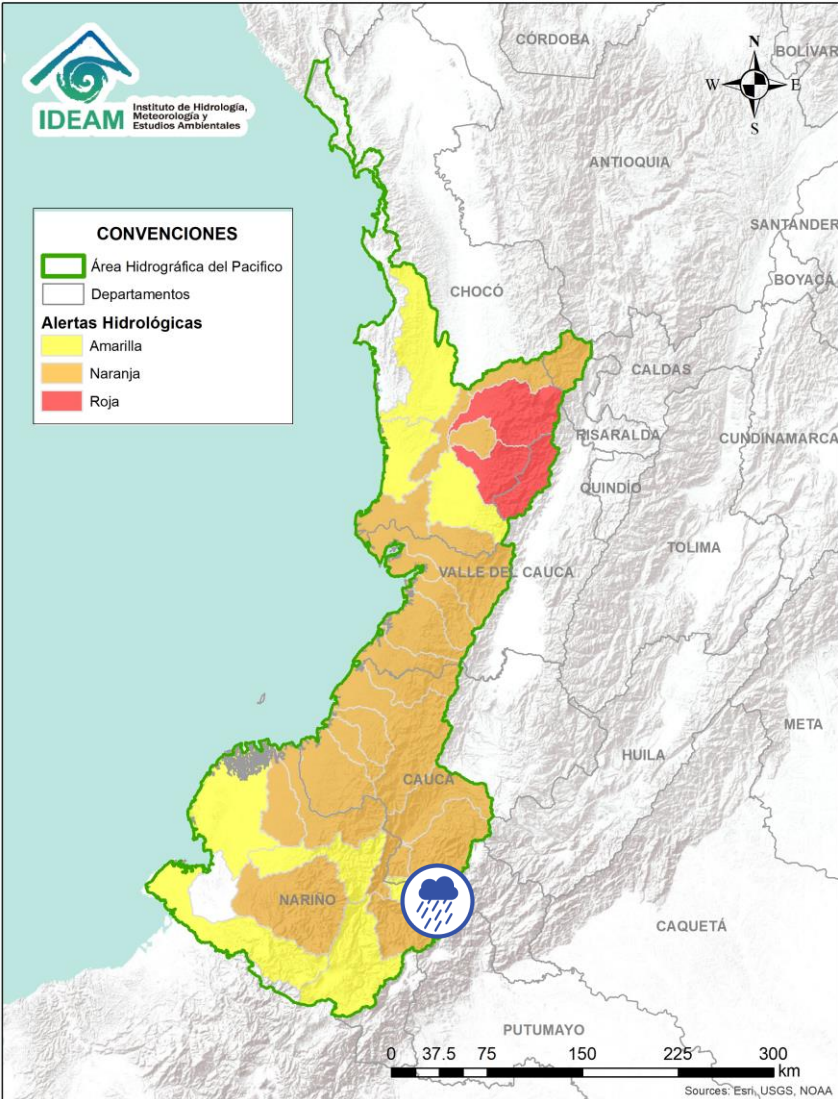 IDEAM
Instituto de Hidrología,
Meteorología y
Estudios Ambientales
N
W
E
S
CONVENCIONES
Área Hidrográfica del Pacifico
Departamentos
Alertas Hidrológicas
Amarilla
Naranja
Roja
CÓRDOBA
BOLÍVAR
ANTIOQUIA
SANTANDER
BOYACÁ
CHOCÓ
CALDAS
RISARALDA
CUNDINAMARCA
QUINDÍO
TOLIMA
VALLE DEL CAUCA
META
HUILA
CAUCA
NARIÑO
CAQUETÁ
PUTUMAYO
0 37.5 75 150 225 300
km
Sources: Esri, USGS, NOAA